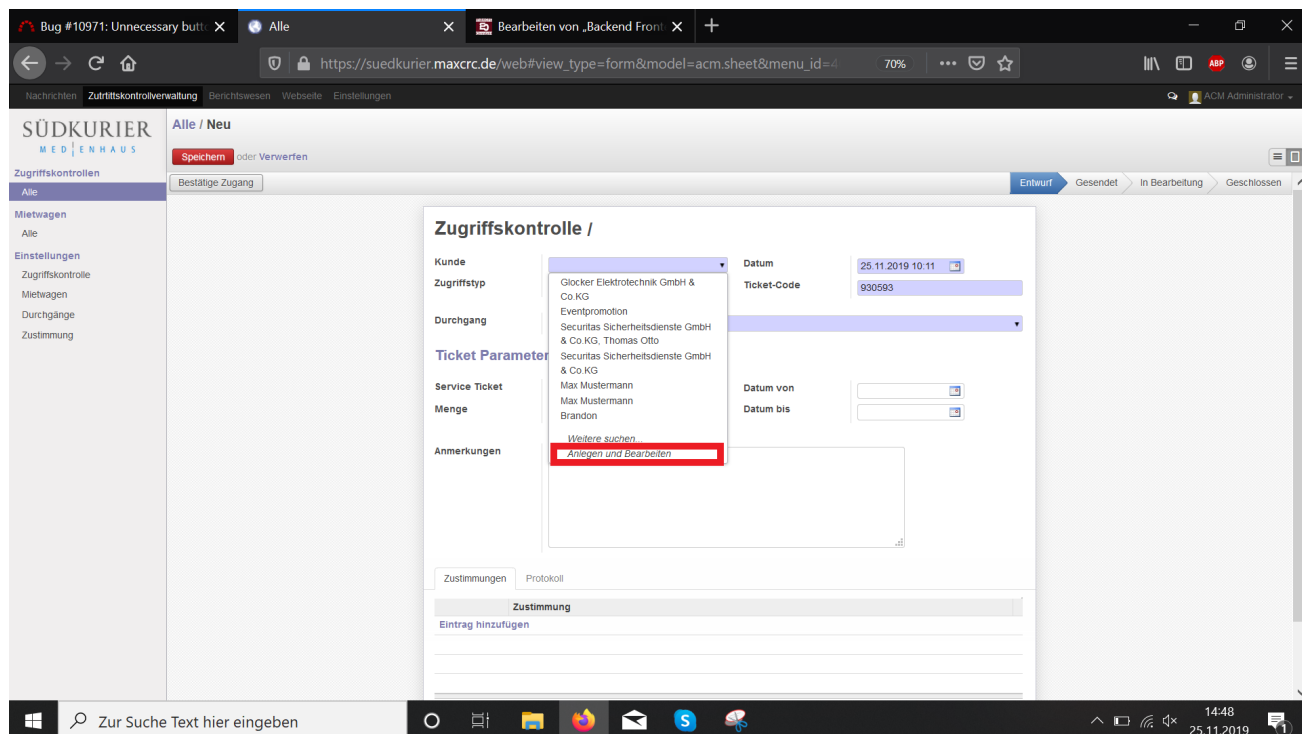 Bug #10971: Unnecessary butt
Alle
Bearbeiten von „Backend Front
https://suedkurier.maxcrc.de/web#view_type=form&model=acm.sheet&menu_id=4
70%
ABP
Nachrichten Zutrtittskontrollverwaltung Berichtswesen Webseite Einstellungen
ACM Administrator
SÜDKURIER
MEDIENHAUS
Alle / Neu
Speichern oder Verwerfen
Zugriffskontrollen
Alle
Mietwagen
Alle
Einstellungen
Zugriffskontrolle
Mietwagen
Durchgänge
Zustimmung
Bestätige Zugang
Entwurf Gesendet In Bearbeitung Geschlossen
Zugriffskontrolle /
Kunde
Datum 25.11.2019 10:11
Zugriffstyp
Ticket-Code 930593
Durchgang
Glocker Elektrotechnik GmbH &
Co.KG
Eventpromotion
Securitas Sicherheitsdienste GmbH
& Co.KG, Thomas Otto
Securitas Sicherheitsdienste GmbH
& Co.KG
Max Mustermann
Max Mustermann
Brandon
Weitere suchen...
Anlegen und Bearbeiten
Ticket Parameter
Service Ticket
Datum von
Menge
Datum bis
Anmerkungen
Zustimmungen Protokoll
Zustimmung
Eintrag hinzufügen
Zur Suche Text hier eingeben
14:48
25.11.2019